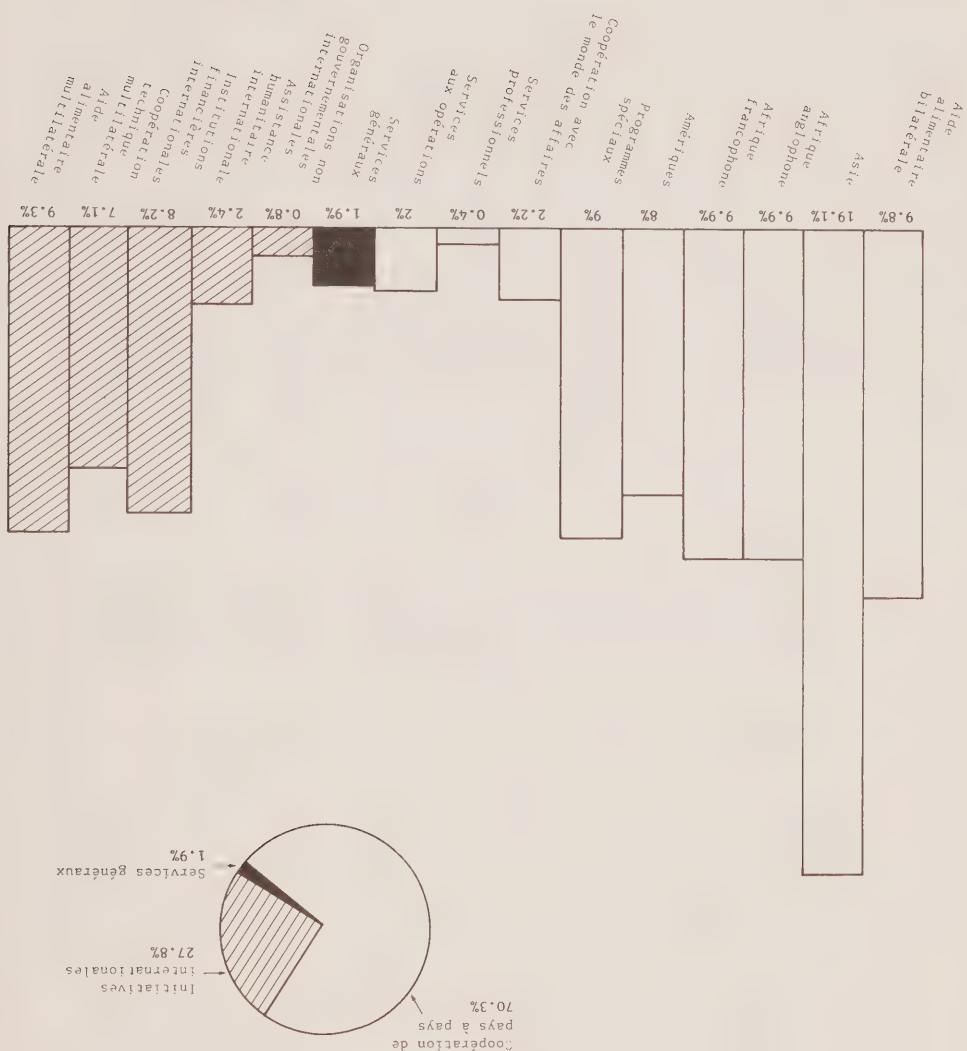 Coopération de
pays à pays
70.3%
Initiatives
internationales
27.8%
Services généraux
1.9%
9.8%
19.1%
9.9%
9.9%
8%
9%
2.2%
0.4%
2%
1.9%
0.8%
2.4%
8.2%
7.1%
9.3%
Aide
alimentaire
bilatérale
Asie
Afrique
anglophone
Afrique
francophone
Amériques
programmes
spéciaux
Coopération avec
le monde des affaires
Services
professionnels
Services
aux opérations
Services
généraux
Organisations non
gouvernementales
internationales
Assistance
humanitaire
internationale
Institutions
financières
internationales
Coopération
technique
multilatérale
Aide
alimentaire
multilatérale